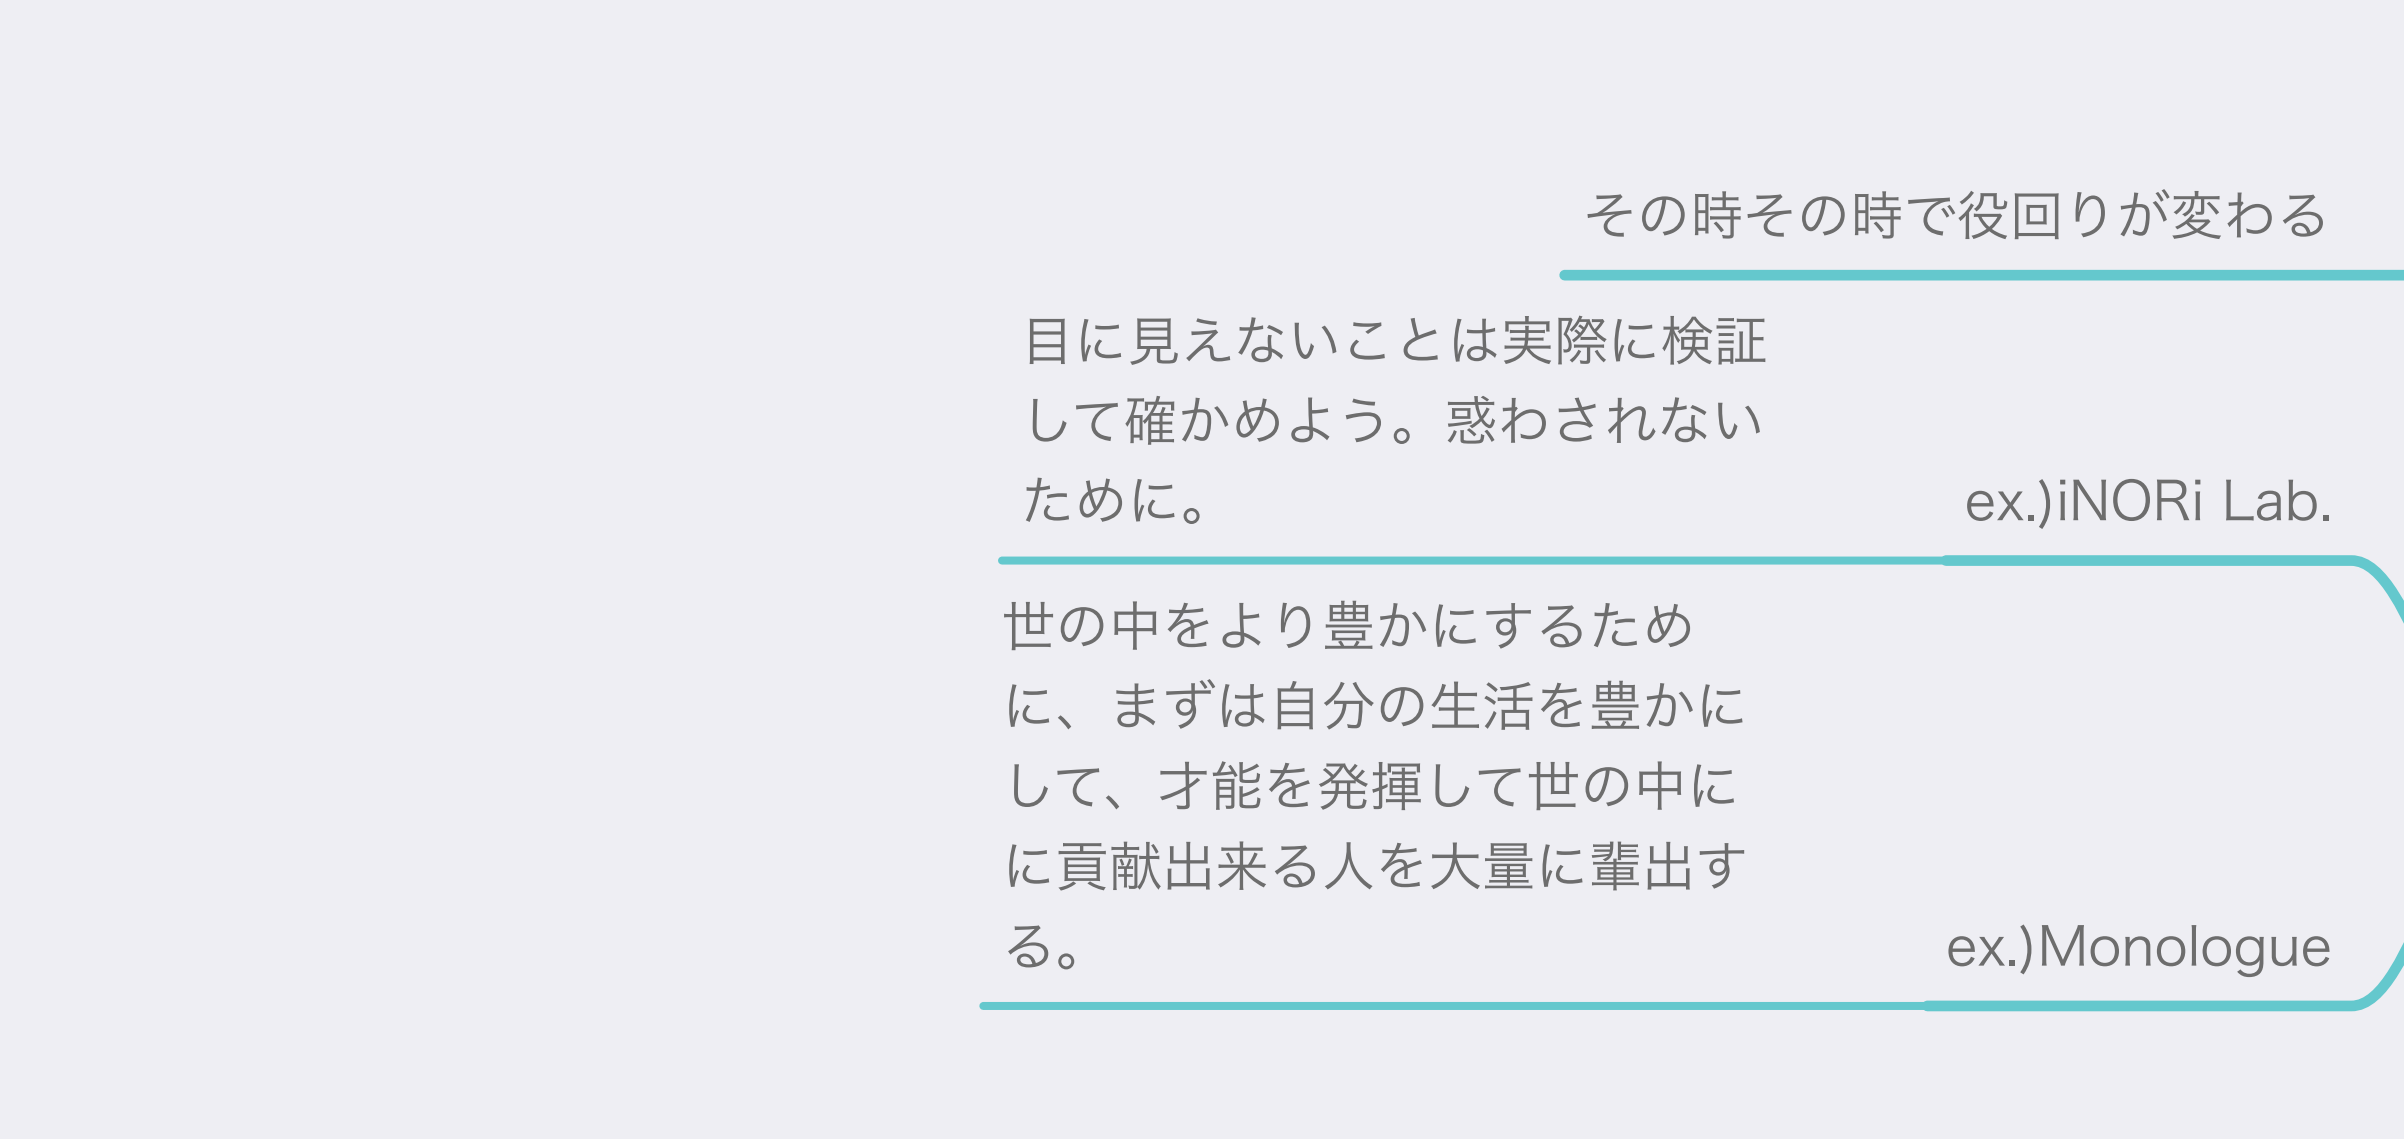 その時その時で役回りが変わる
目に見えないことは実際に検証
して確かめよう。惑わされない
ために。
ex.)iNORi Lab.
世の中をより豊かにするため
に、まずは自分の生活を豊かに
して、才能を発揮して世の中に
に貢献出来る人を大量に輩出す
る。
ex.)Monologue